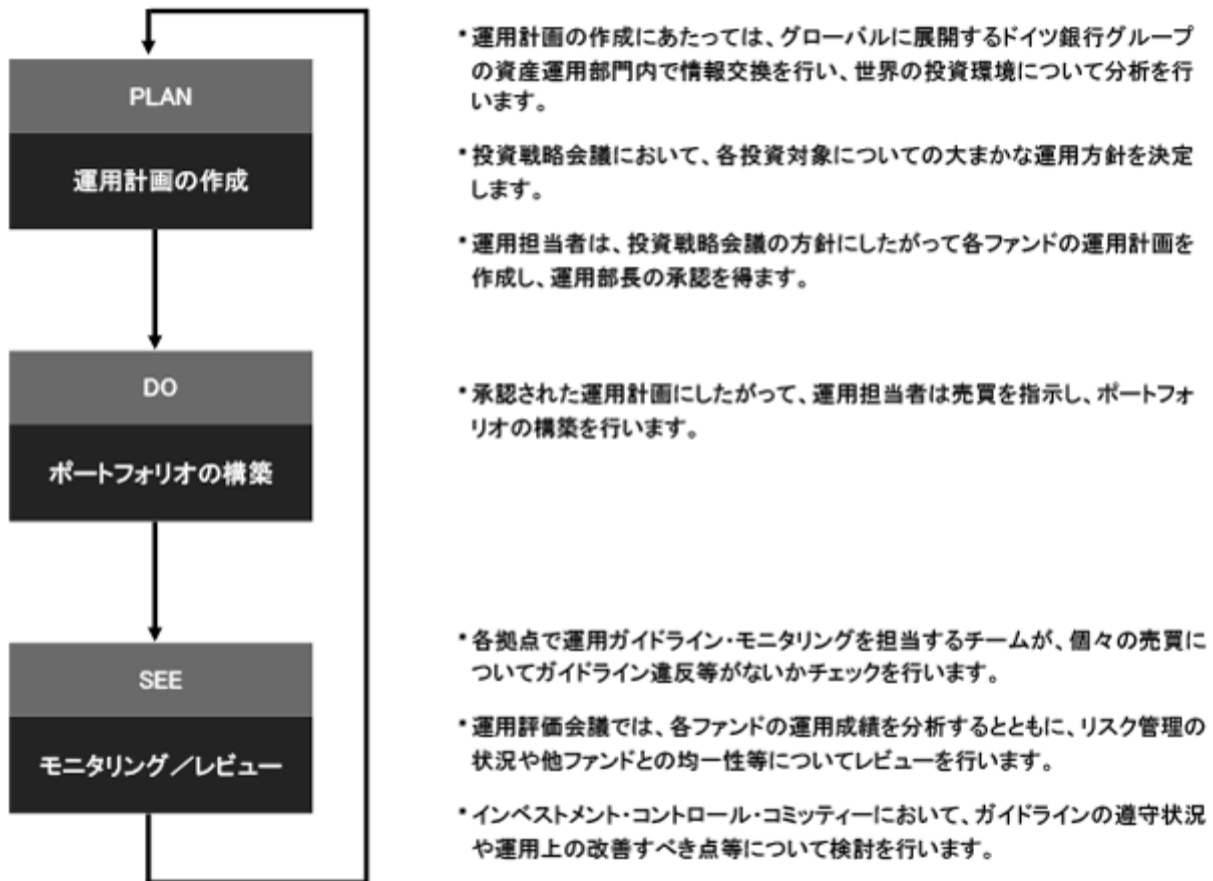 PLAN
運用計画の作成
•運用計画の作成にあたっては、グローバルに展開するドイツ銀行グループ
の資産運用部門内で情報交換を行い、世界の投資環境について分析を行
います。
•投資戦略会議において、各投資対象についての大まかな運用方針を決定
します。
•運用担当者は、投資戦略会議の方針にしたがって各ファンドの運用計画を
作成し、運用部長の承認を得ます。
DO
ポートフォリオの構築
•承認された運用計画にしたがって、運用担当者は売買を指示し、ポートフォ
リオの構築を行います。
SEE
モニタリング／レビュー
•各拠点で運用ガイドライン・モニタリングを担当するチームが、個々の売買に
ついてガイドライン違反等がないかチェックを行います。
•運用評価会議では、各ファンドの運用成績を分析するとともに、リスク管理の
状況や他ファンドとの均一性等についてレビューを行います。
•インベストメント・コントロール・コミッティーにおいて、ガイドラインの遵守状況
や運用上の改善すべき点等について検討を行います。